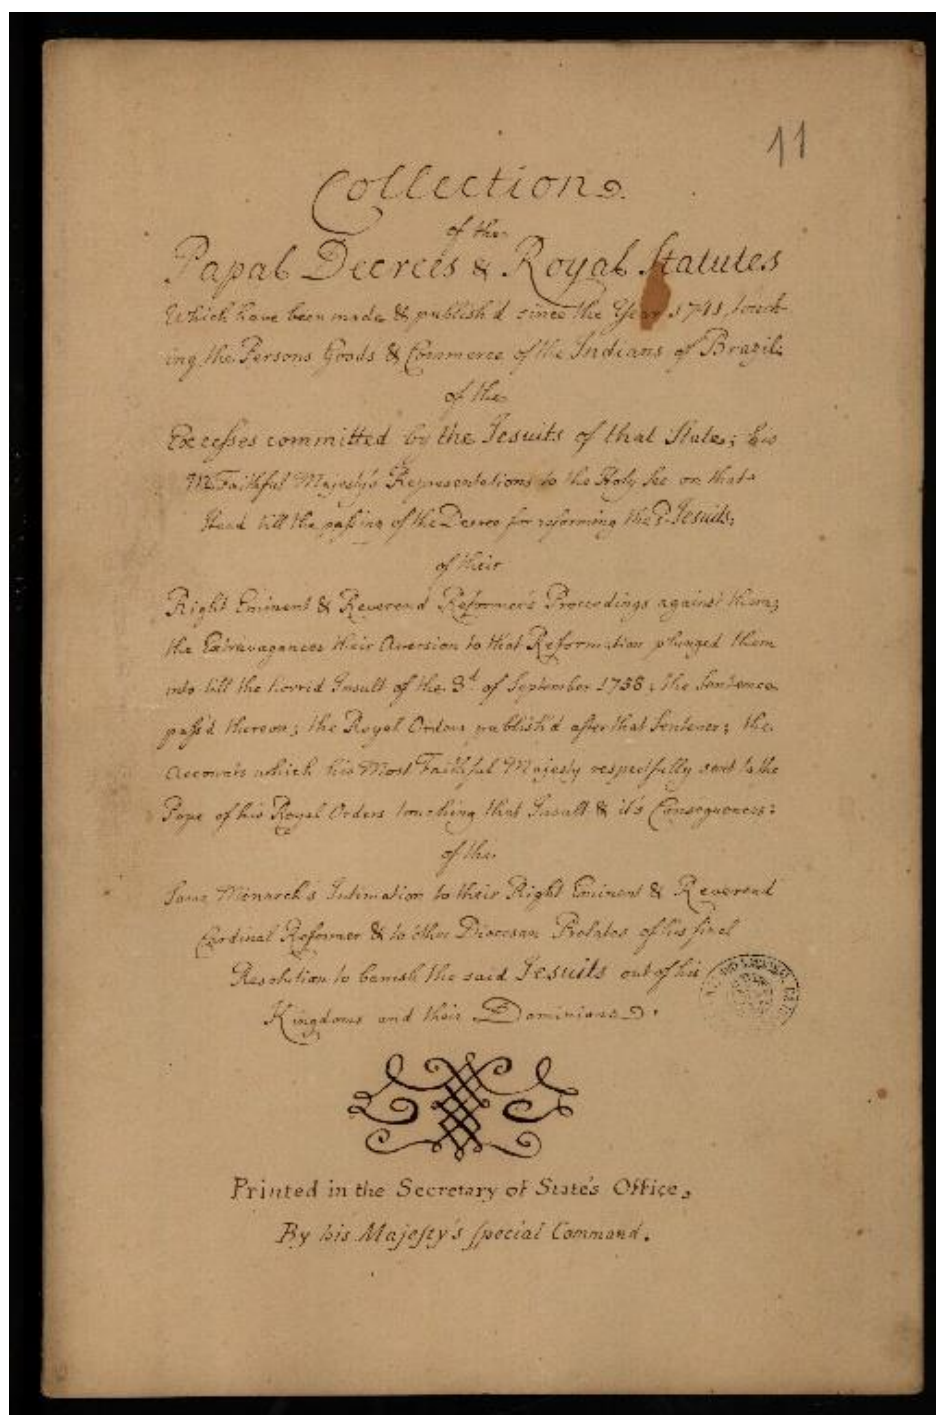 11
Collection
of the
Papal Decrees & Royal Statutes
Which have been made & publish'd since the Year 1741, touch-
ing the Persons Goods & Commerce of the Indians of Brazil;
of the
Excesses committed by the Jesuits of that State; his
M. Faithful Majesty's Representations to the Holy See on that
Head till the passing of the Decree for reforming the Jesuits;
of their
Right Eminent & Reverend Reformer's Proceedings against them;
the Extravagances their Aversion to that Reformation plunged them
into till the horrid Insult of the 3.d of September 1758; the Sentence
pass'd thereon; the Royal Orders publish'd after that Sentence; the
Accounts which his Most Faithful Majesty respectfully sent to the
Pope of his Royal Orders touching that Insult & it's Consequences:
of the
Same Monarch's Intimation to their Right Eminent & Reverend
Cardinal Reformer & to other Diocesan Prelates of his final
Resolution to banish the said Jesuits out of his
Kingdoms and their Dominions.
Printed in the Secretary of State's Office,
By his Majesty's special Command.